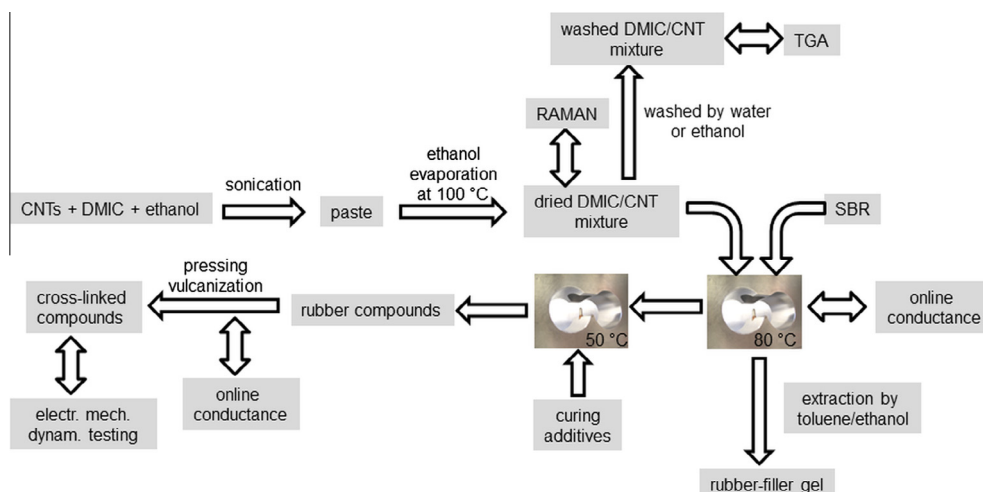 washed DMIC/CNT
mixture
TGA
RAMAN
washed by water
or ethanol
ethanol
evaporation
at 100 °C
sonication
CNTs + DMIC + ethanol
paste
dried DMIC/CNT
mixture
SBR
pressing
vulcanization
cross-linked
compounds
rubber compounds
50 °C
80 °C
online
conductance
online
conductance
electr. mech.
dynam. testing
curing
additives
extraction by
toluene/ethanol
rubber-filler gel